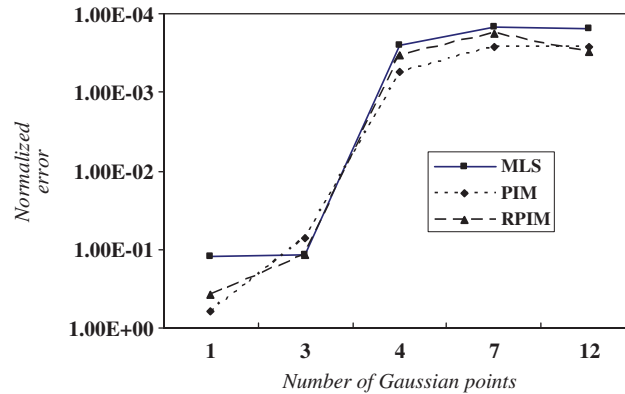 1.00E-04
1.00E-03
1.00E-02
1.00E-01
1.00E+00
Normalized
error
MLS
PIM
RPIM
1 3 4 7 12
Number of Gaussian points